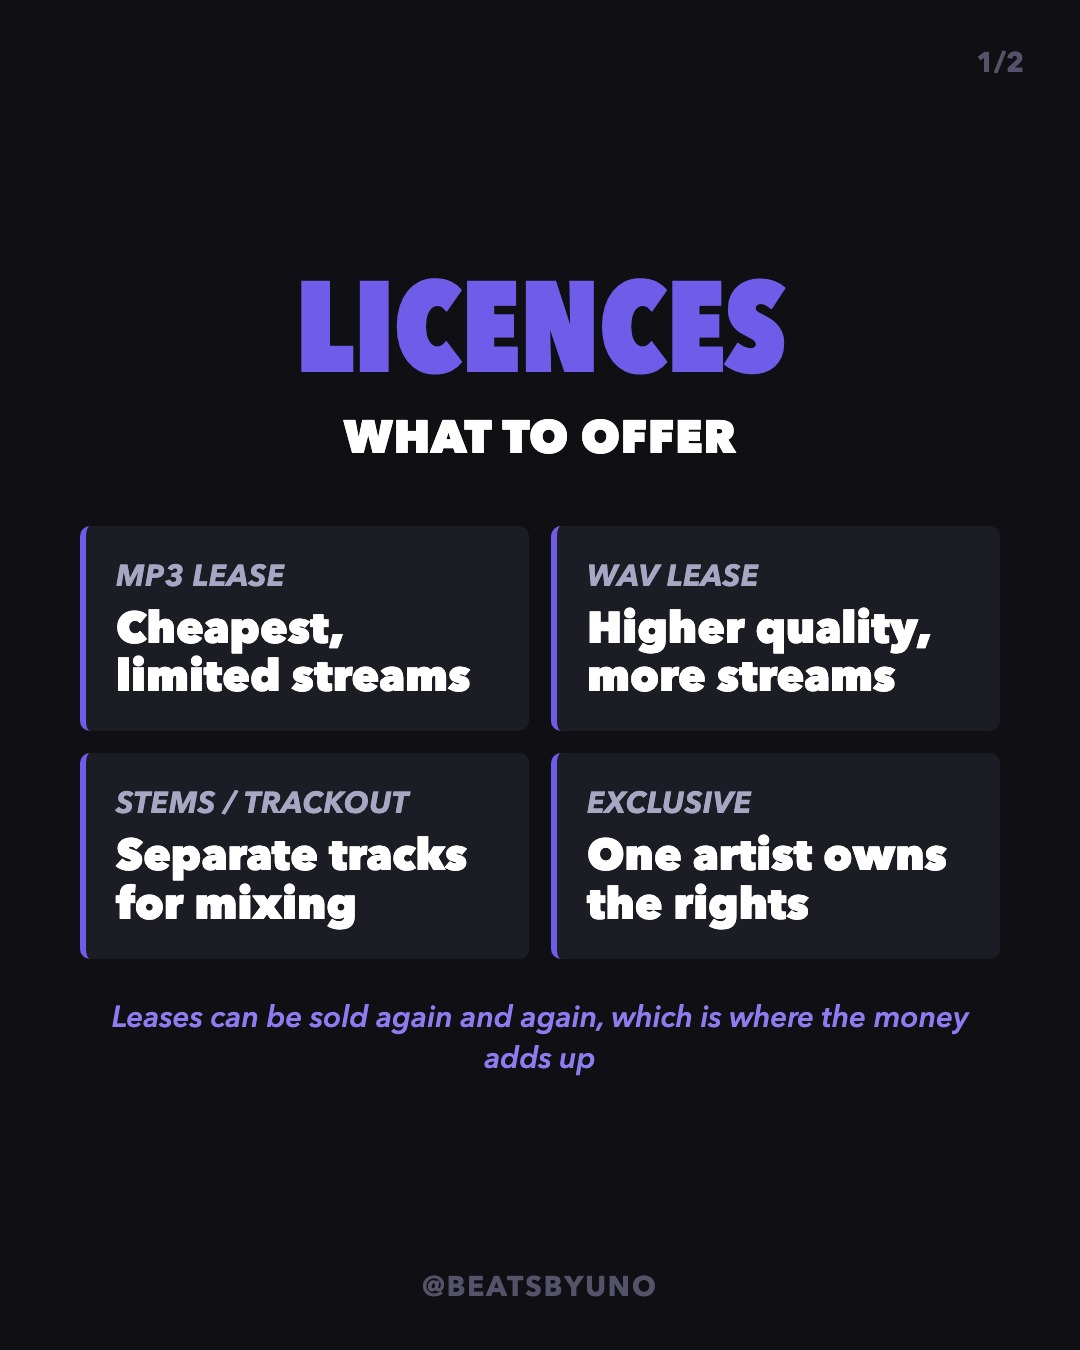 1/2
LICENCES
WHAT TO OFFER
MP3 LEASE
Cheapest,
limited streams
WAV LEASE
Higher quality,
more streams
STEMS / TRACKOUT
Separate tracks
for mixing
EXCLUSIVE
One artist owns
the rights
Leases can be sold again and again, which is where the money
adds up
@BEATSBYUNO